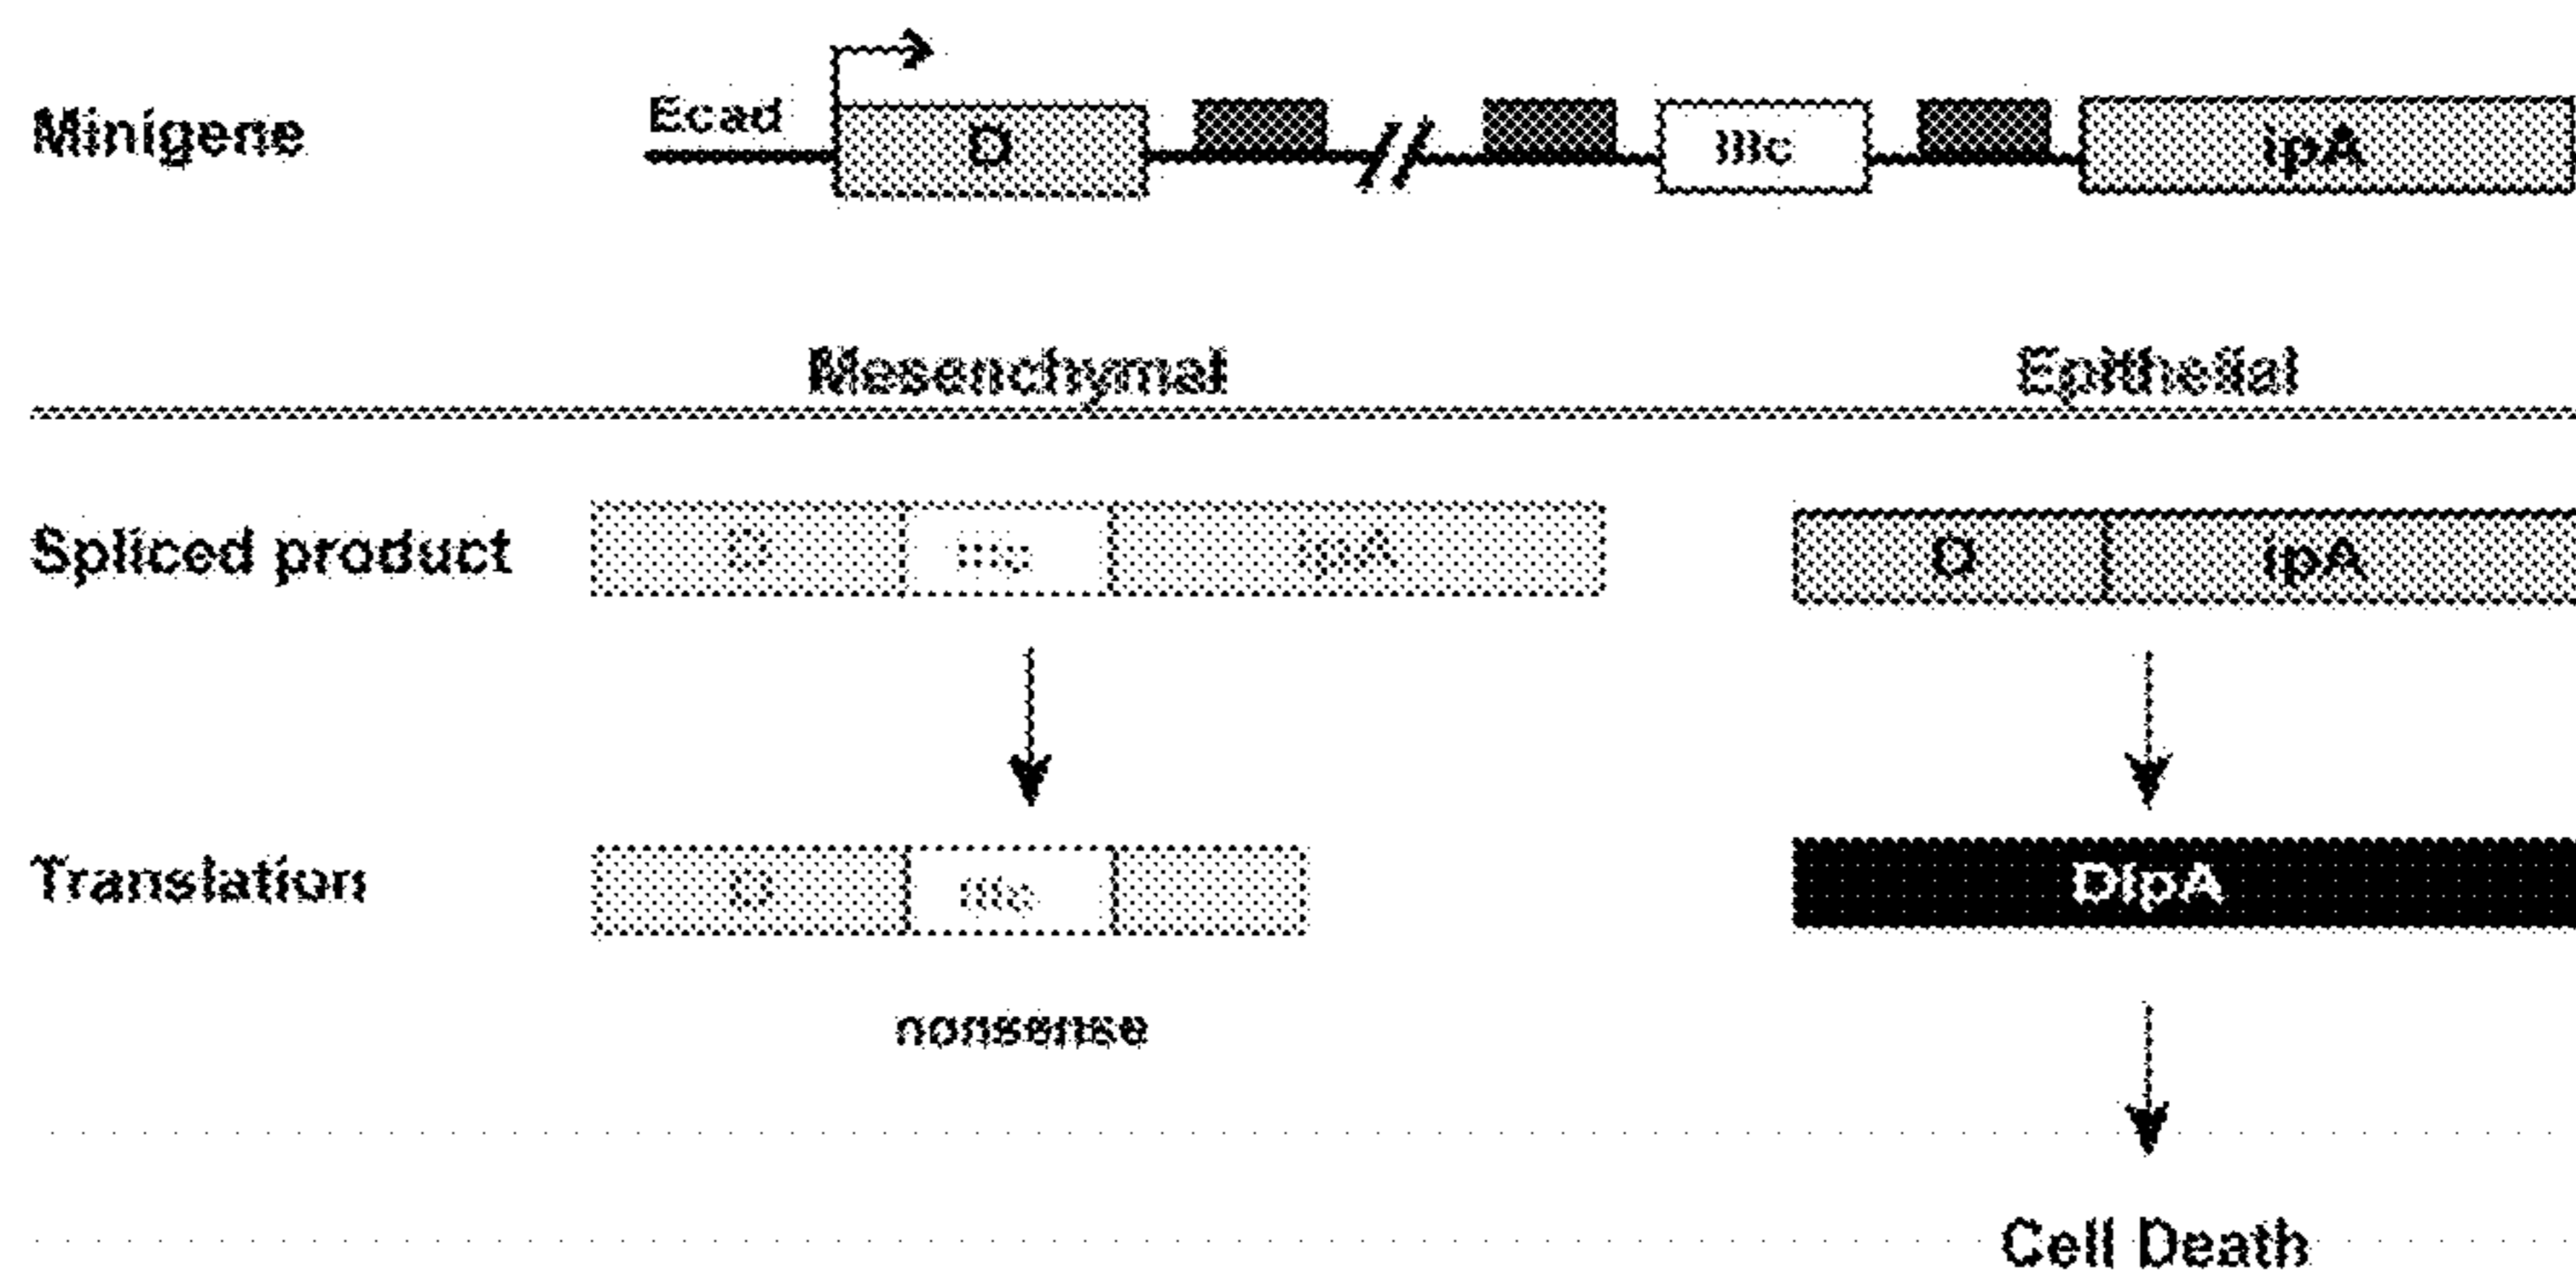 Ecad
Minigene D IIIc ipA
Mesenchymal Epithelial
Spliced product D IIIc ipA D ipA
Translation D IIIc DipA
nonsense
Cell Death